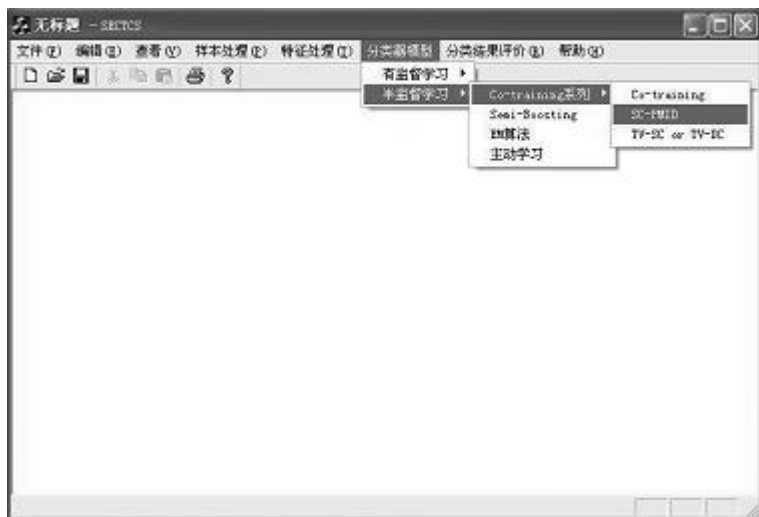 无标题 - SECTCS
文件(F) 编辑(E) 查看(V) 样本处理(P) 特征处理(T) 分类器模型 分类结果评价(R) 帮助(H)
有监督学习
半监督学习 Co-training系列 Co-training
Semi-Boosting SC-PMID
EM算法 TV-SC or TV-DC
主动学习